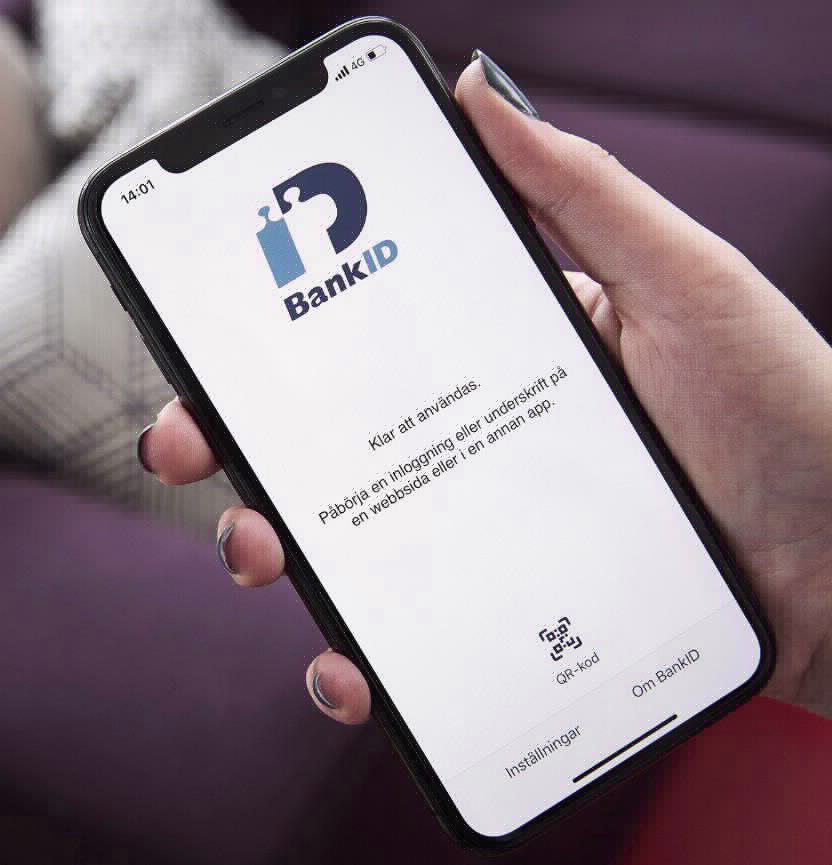 14:01
4G
BankID
Klar att användas.
Påbörja en inloggning eller underskrift på
en webbsida eller i en annan app.
QR-kod
Inställningar
Om BankID